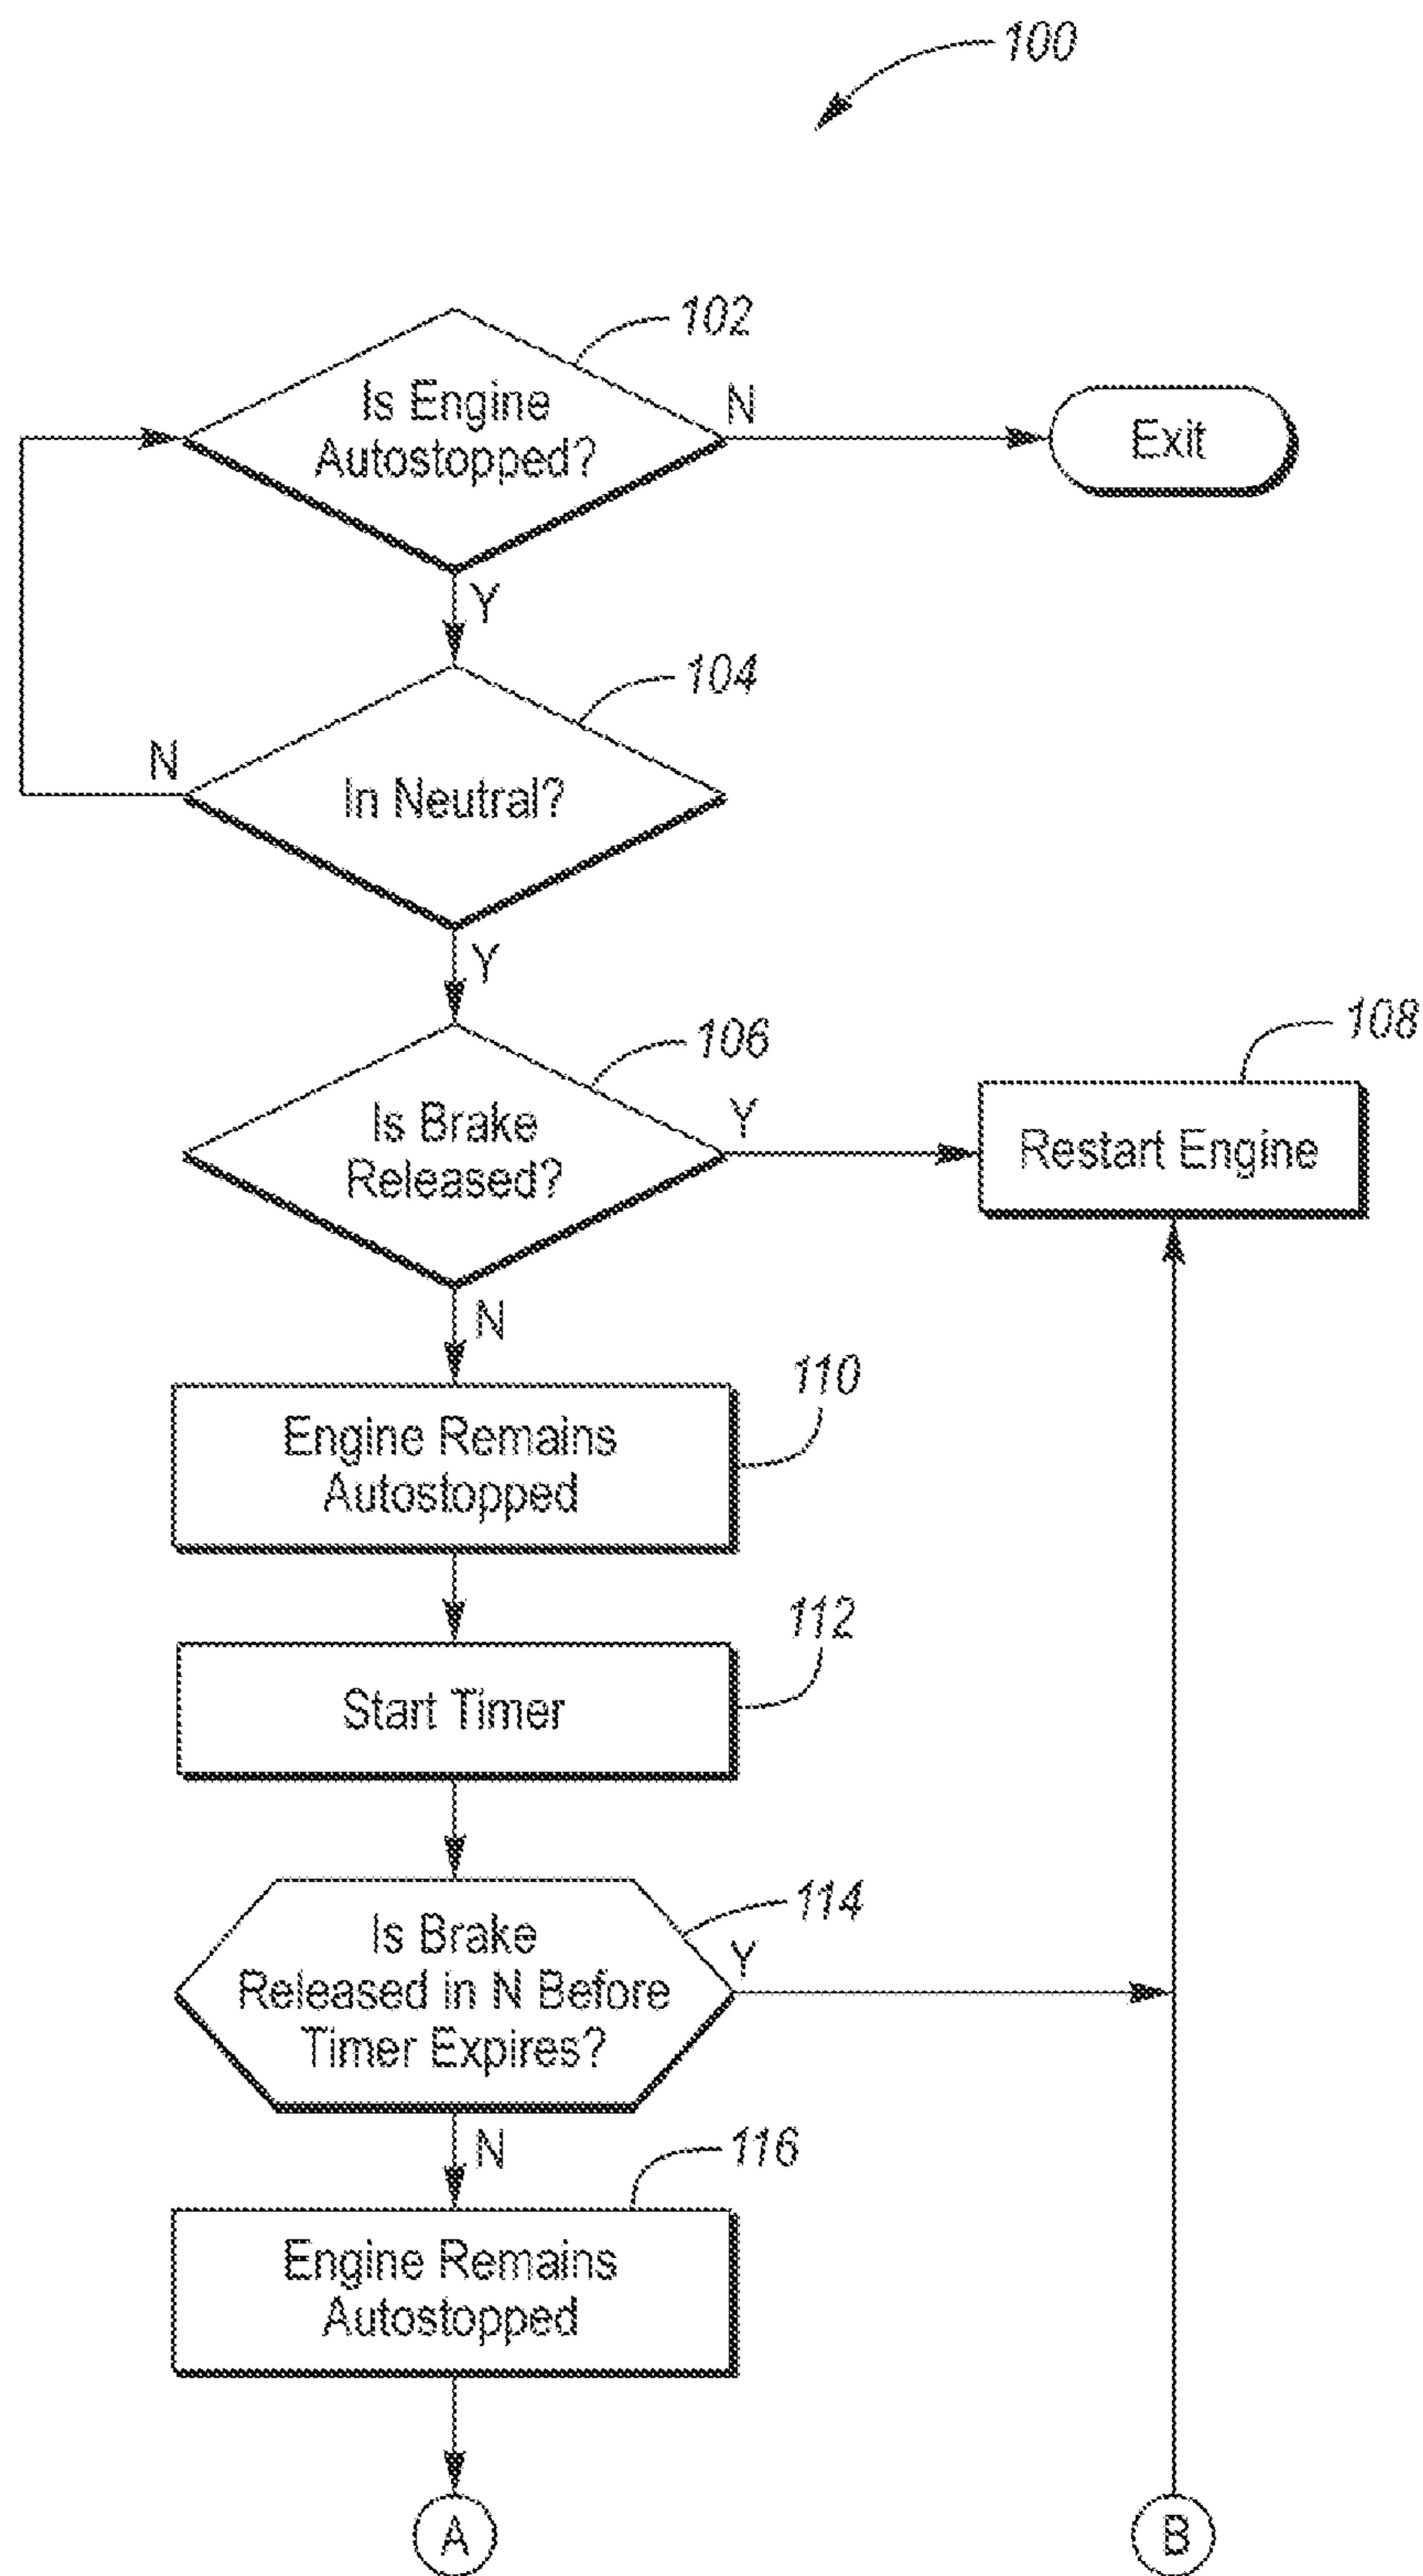 100
102
Is Engine
Autostopped?
N
Exit
Y
104
In Neutral?
N
Y
106
Is Brake
Released?
Y
108
Restart Engine
N
110
Engine Remains
Autostopped
112
Start Timer
114
Is Brake
Released in N Before
Timer Expires?
Y
N
116
Engine Remains
Autostopped
A
B